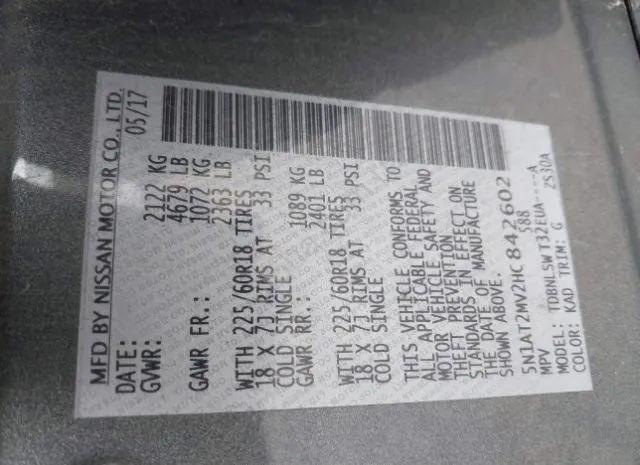 MFD BY NISSAN MOTOR CO., LTD.
DATE: 05/17
GVWR: 2122 KG
4679 LB
GAWR FR.: 1072 KG
2363 LB
WITH 225/60R18 TIRES
18 X 7J RIMS AT 33 PSI
COLD SINGLE
GAWR RR.: 1089 KG
2401 LB
WITH 225/60R18 TIRES
18 X 7J RIMS AT 33 PSI
COLD SINGLE
THIS VEHICLE CONFORMS TO
ALL APPLICABLE FEDERAL
MOTOR VEHICLE SAFETY AND
THEFT PREVENTION
STANDARDS IN EFFECT ON
THE DATE OF MANUFACTURE
SHOWN ABOVE.
5N1AT2MV2HC842602
MPV 588
MODEL: TDBNLSWT32EUA----A
COLOR: KAD TRIM: G 2S30A